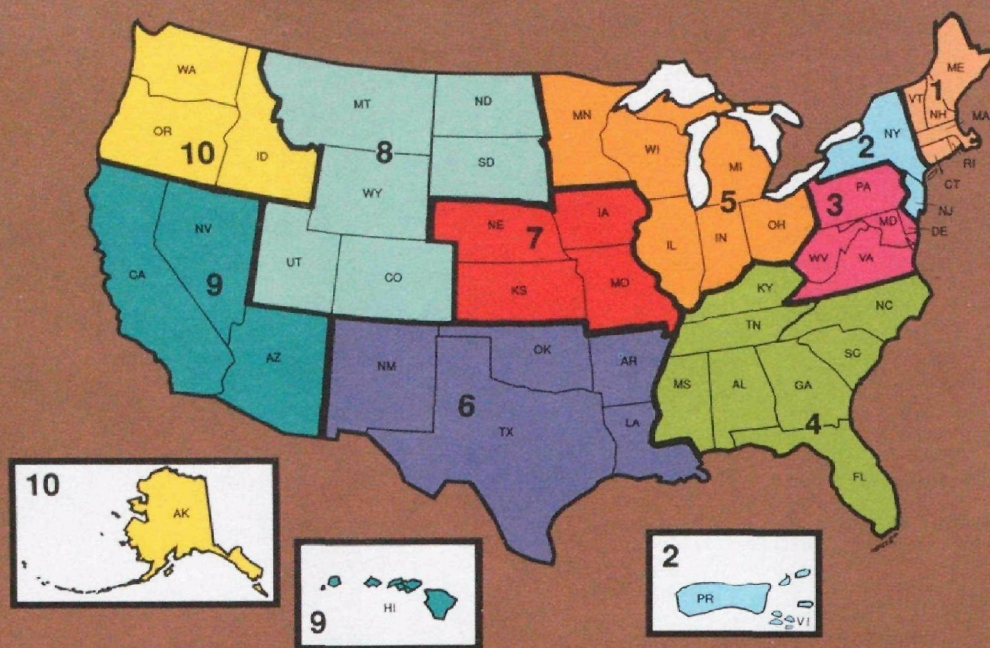 WA
OR
10
ID
MT
8
WY
ND
SD
UT
CO
MN
WI
MI
5
IL
IN
OH
NE
7
IA
KS
MO
CA
NV
9
AZ
NM
6
OK
TX
AR
LA
KY
TN
NC
SC
MS
AL
GA
4
FL
ME
VT
1
NH
MA
RI
CT
NY
2
NJ
PA
3
MD
DE
WV
VA
10
AK
9
HI
2
PR
VI